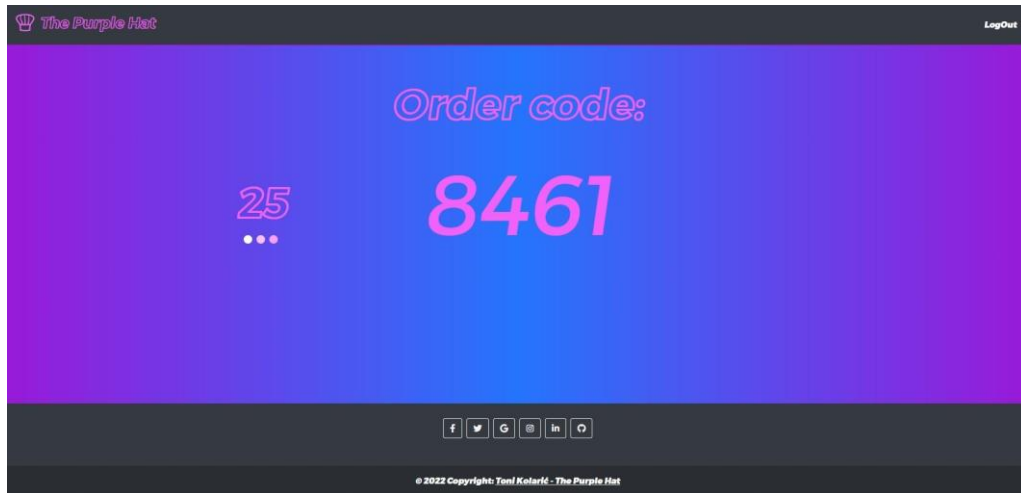 The Purple Hat
LogOut
Order code:
25
8461
© 2022 Copyright: Toni Kolarić - The Purple Hat